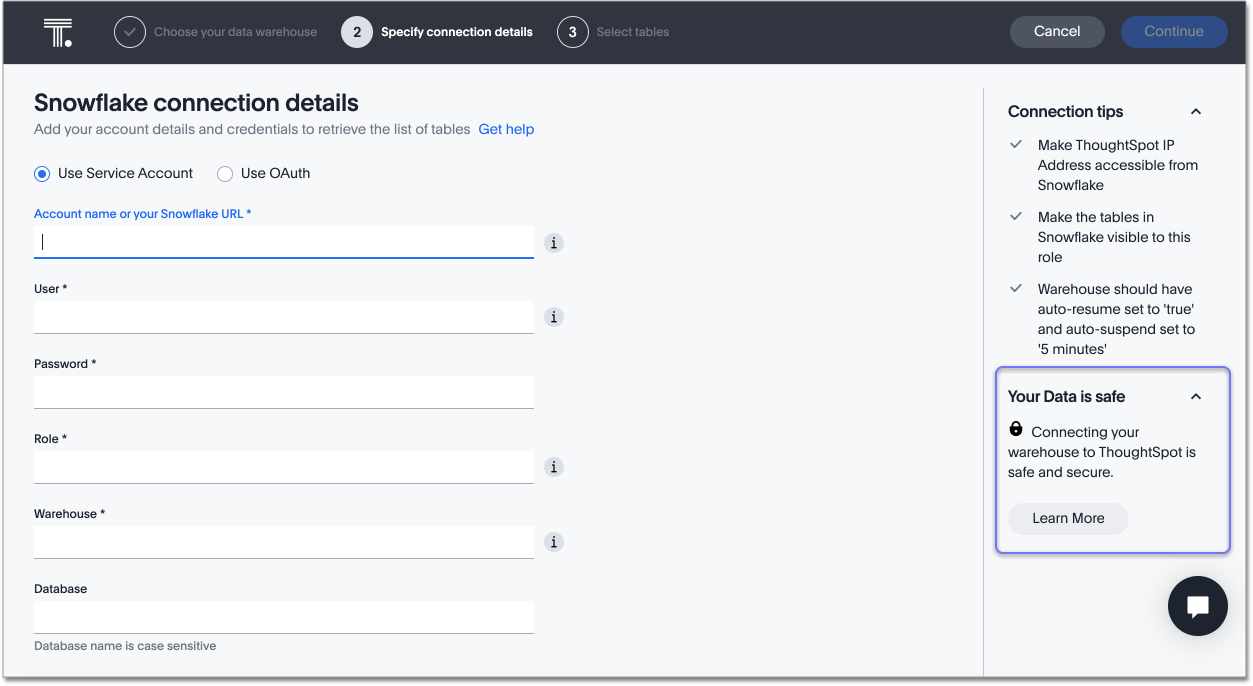 T.
Choose your data warehouse
2
Specify connection details
3
Select tables
Cancel
Continue
Snowflake connection details
Add your account details and credentials to retrieve the list of tables Get help
Use Service Account
Use OAuth
Account name or your Snowflake URL *
i
User *
i
Password *
Role *
i
Warehouse *
i
Database
Database name is case sensitive
Connection tips
Make ThoughtSpot IP
Address accessible from
Snowflake
Make the tables in
Snowflake visible to this
role
Warehouse should have
auto-resume set to 'true'
and auto-suspend set to
'5 minutes'
Your Data is safe
Connecting your
warehouse to ThoughtSpot is
safe and secure.
Learn More